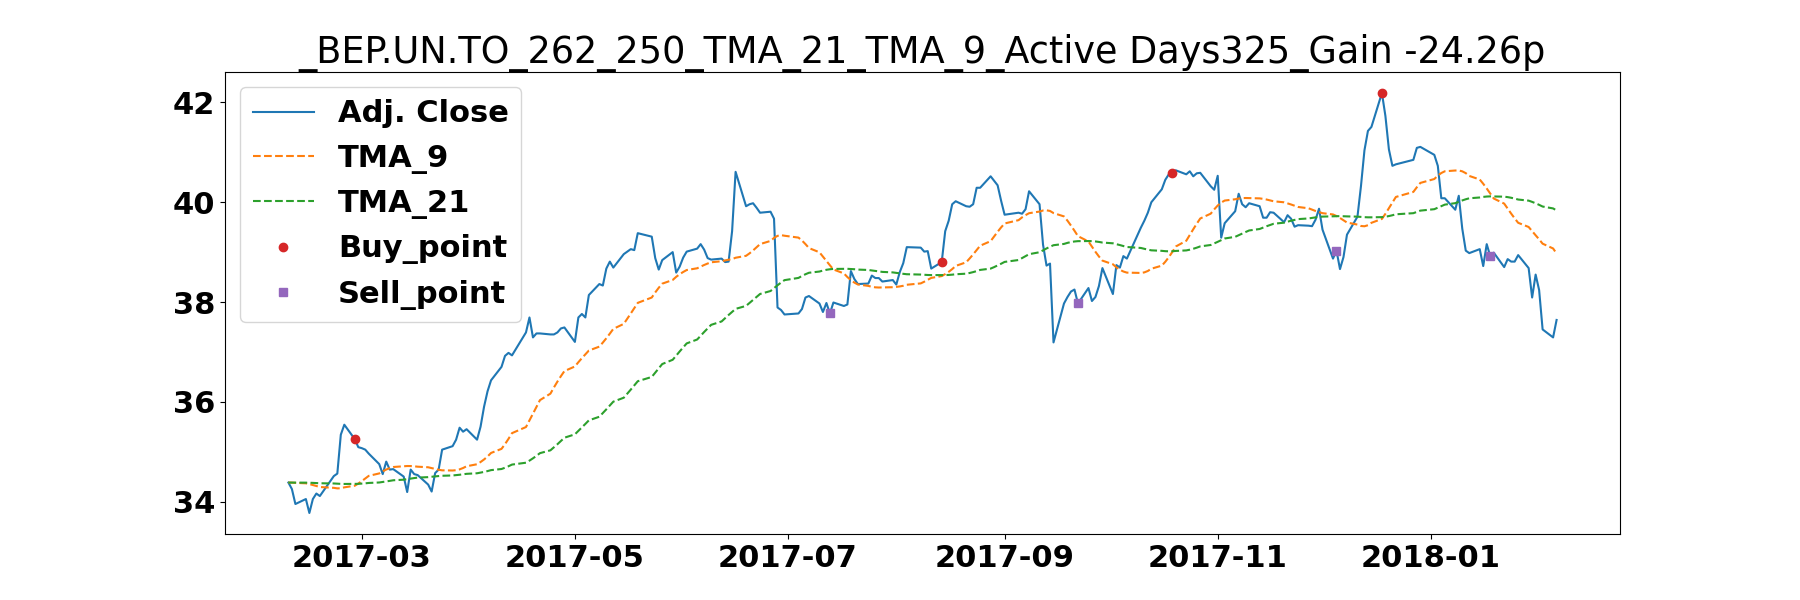 _BEP.UN.TO_262_250_TMA_21_TMA_9_Active Days325_Gain -24.26p
Adj. Close
TMA_9
TMA_21
Buy_point
Sell_point
42
40
38
36
34
2017-03 2017-05 2017-07 2017-09 2017-11 2018-01